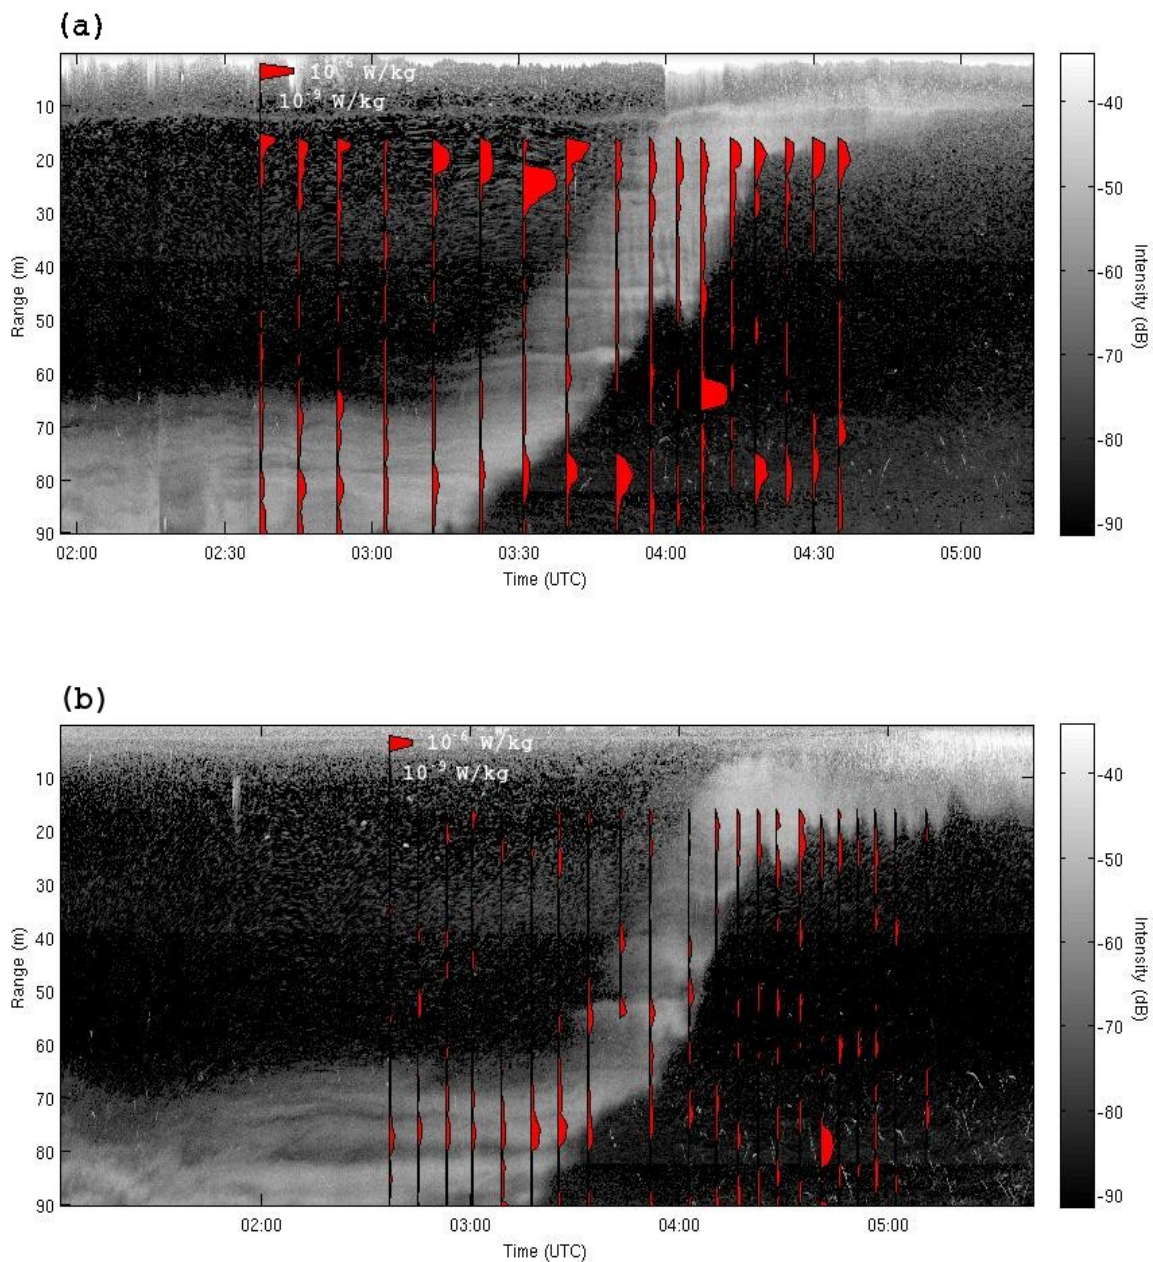 (a)
10⁻⁶ W/kg
10⁻⁹ W/kg
10
20
30
40
50
60
70
80
90
Range (m)
02:00 02:30 03:00 03:30 04:00 04:30 05:00
Time (UTC)
-40
-50
-60
-70
-80
-90
Intensity (dB)
(b)
10⁻⁶ W/kg
10⁻⁹ W/kg
10
20
30
40
50
60
70
80
90
Range (m)
02:00 03:00 04:00 05:00
Time (UTC)
-40
-50
-60
-70
-80
-90
Intensity (dB)